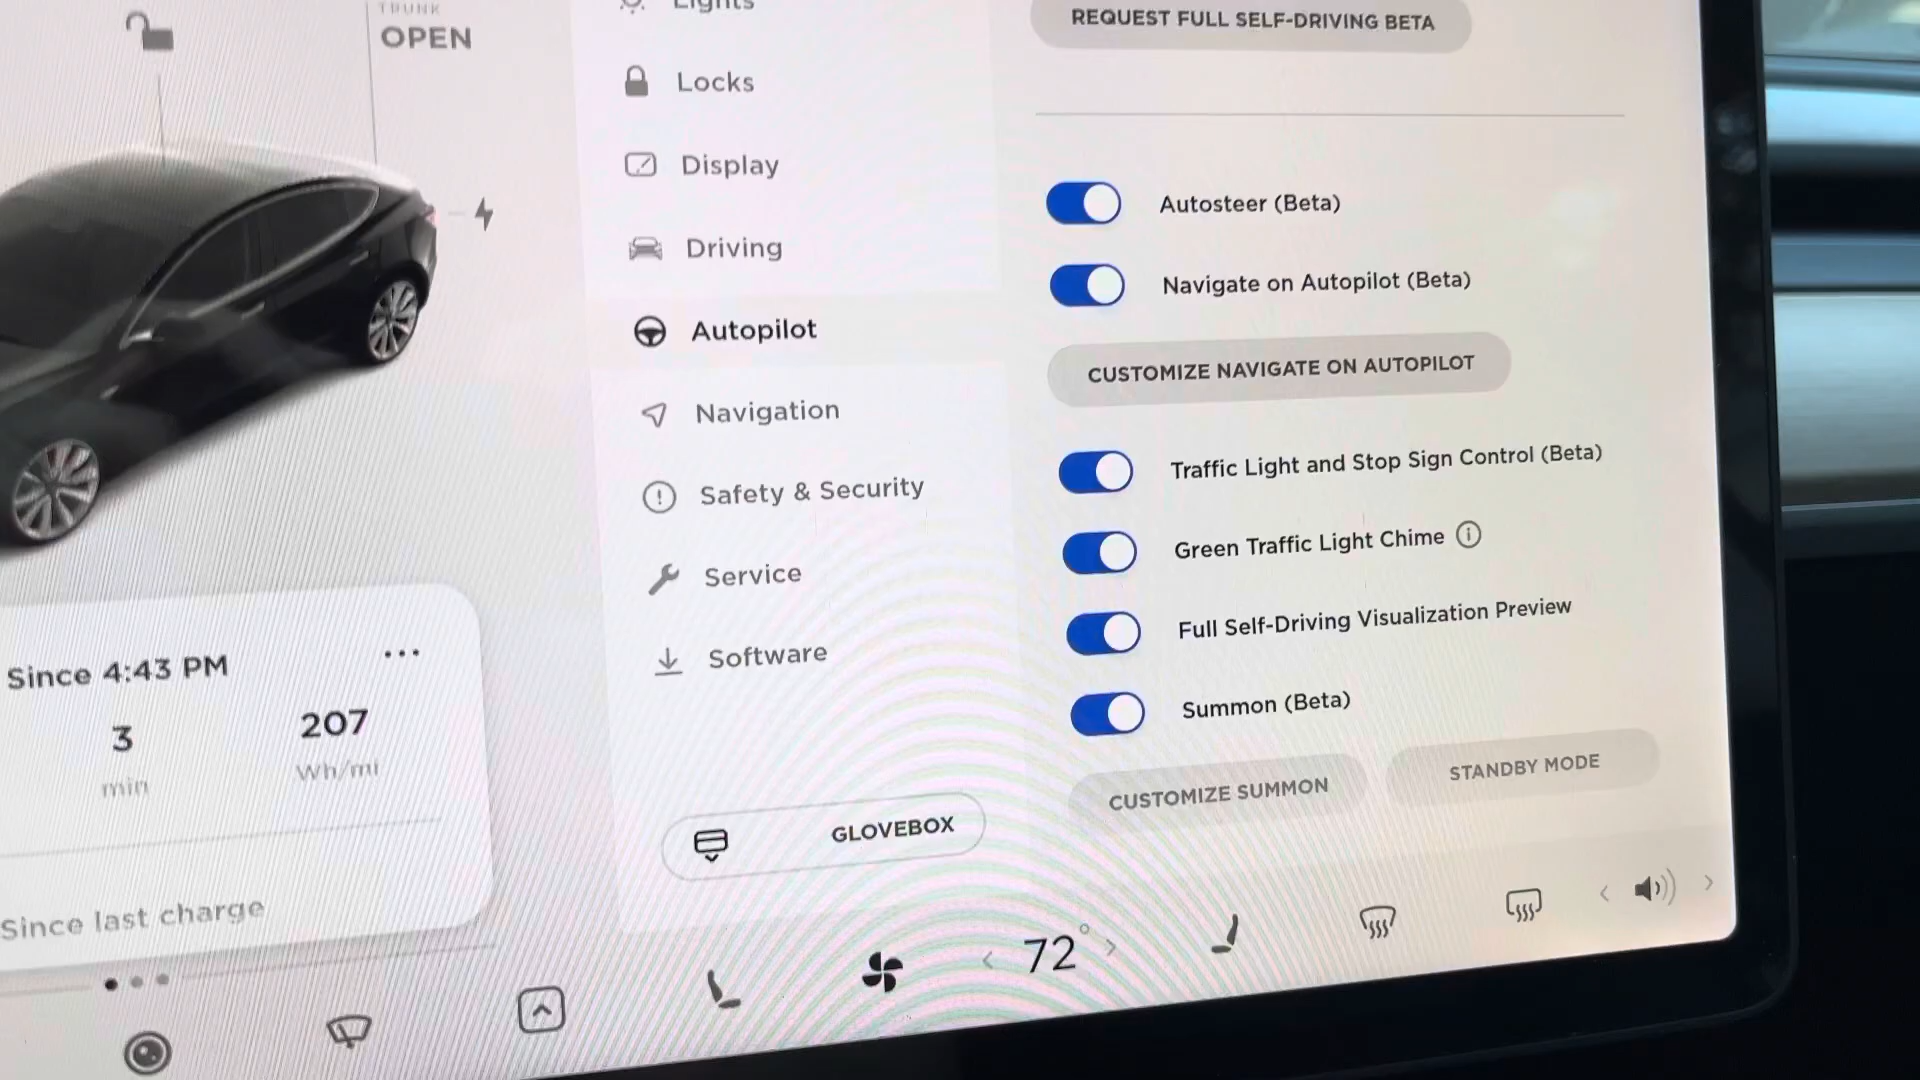 TRUNK
OPEN
Lights
Locks
Display
Driving
Autopilot
Navigation
Safety & Security
Service
Software
GLOVEBOX
REQUEST FULL SELF-DRIVING BETA
Autosteer (Beta)
Navigate on Autopilot (Beta)
CUSTOMIZE NAVIGATE ON AUTOPILOT
Traffic Light and Stop Sign Control (Beta)
Green Traffic Light Chime
Full Self-Driving Visualization Preview
Summon (Beta)
CUSTOMIZE SUMMON
STANDBY MODE
Since 4:43 PM
3
min
207
Wh/mi
Since last charge
72°